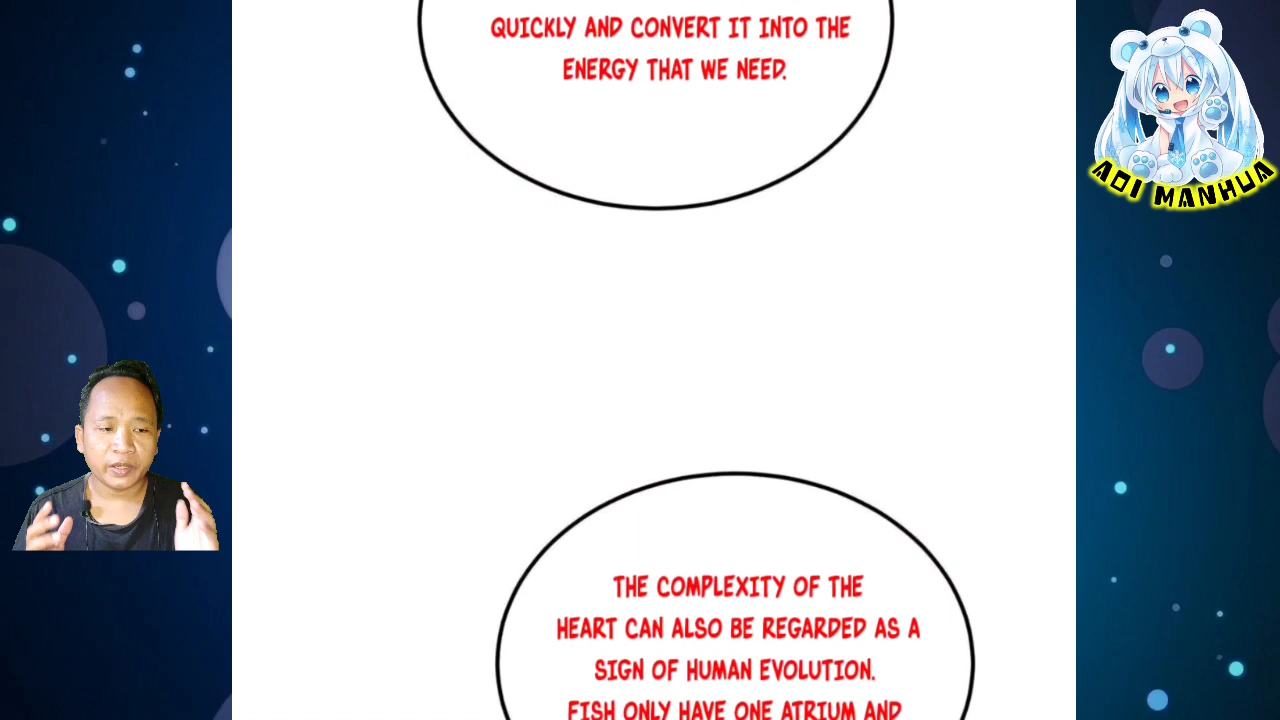 QUICKLY AND CONVERT IT INTO THE
ENERGY THAT WE NEED.
AOI MANHUA
THE COMPLEXITY OF THE
HEART CAN ALSO BE REGARDED AS A
SIGN OF HUMAN EVOLUTION.
FISH ONLY HAVE ONE ATRIUM AND